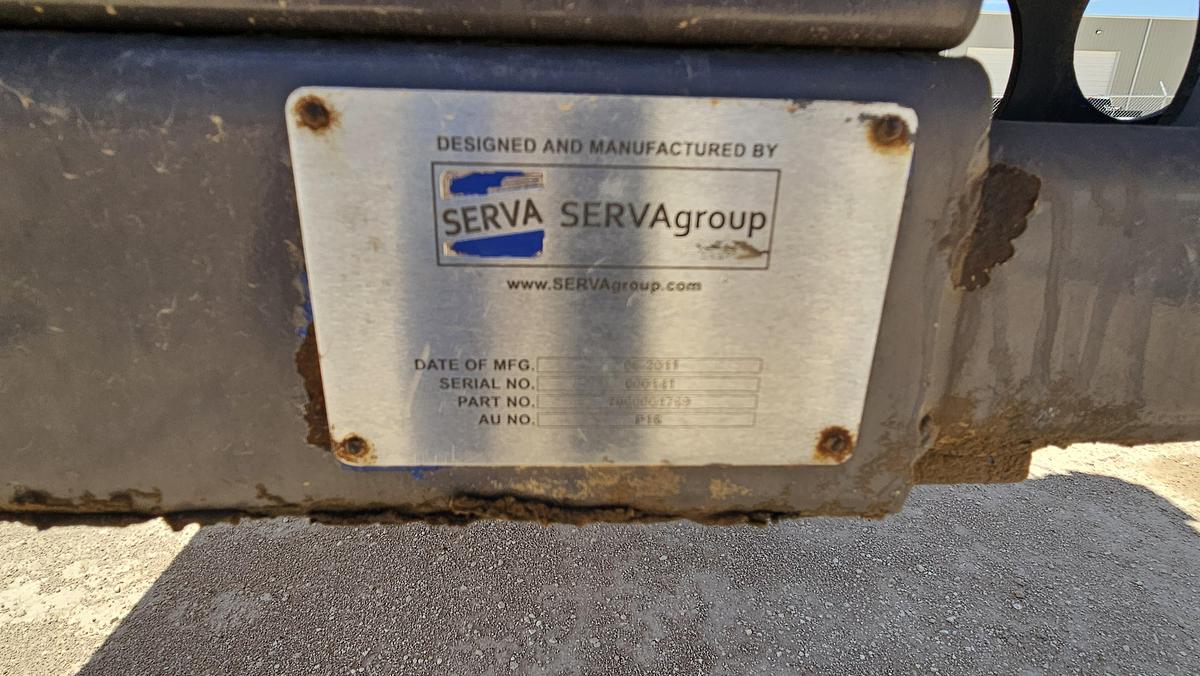 DESIGNED AND MANUFACTURED BY
SERVA SERVAgroup
www.SERVAgroup.com
DATE OF MFG.
SERIAL NO. 000141
PART NO.
AU NO. P16